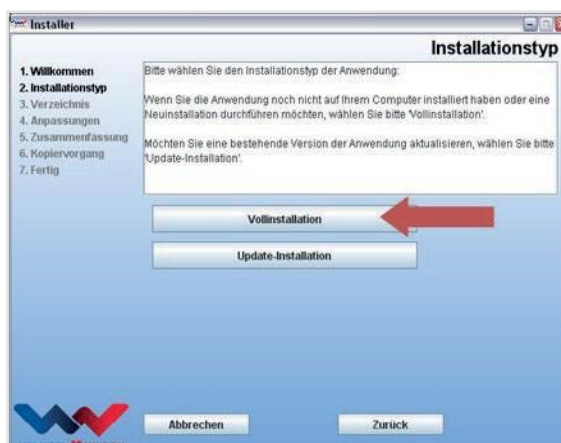 Installer
Installationstyp
1. Willkommen
2. Installationstyp
3. Verzeichnis
4. Anpassungen
5. Zusammenfassung
6. Kopiervorgang
7. Fertig
Bitte wählen Sie den Installationstyp der Anwendung:
Wenn Sie die Anwendung noch nicht auf Ihrem Computer installiert haben oder eine
Neuinstallation durchführen möchten, wählen Sie bitte 'Vollinstallation'.
Möchten Sie eine bestehende Version der Anwendung aktualisieren, wählen Sie bitte
'Update-Installation'.
Vollinstallation
Update-Installation
Abbrechen
Zurück